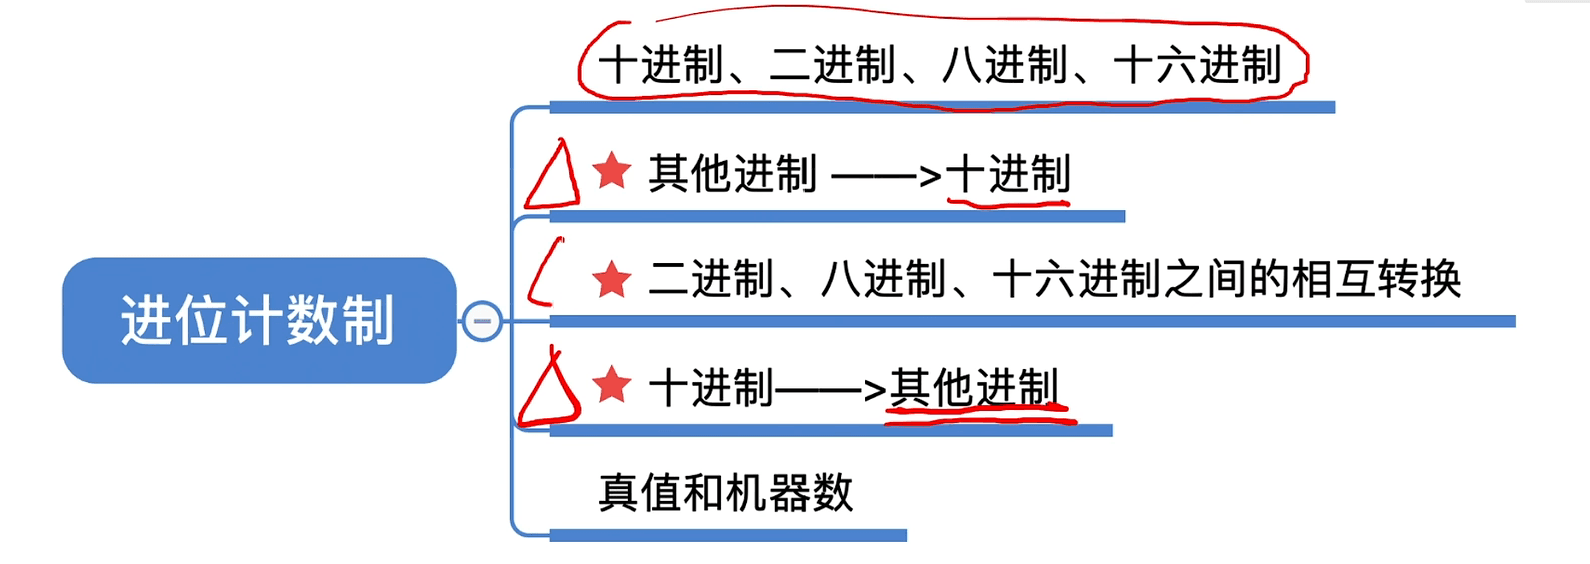 十进制、二进制、八进制、十六进制
其他进制 ——>十进制
二进制、八进制、十六进制之间的相互转换
进位计数制
十进制——>其他进制
真值和机器数